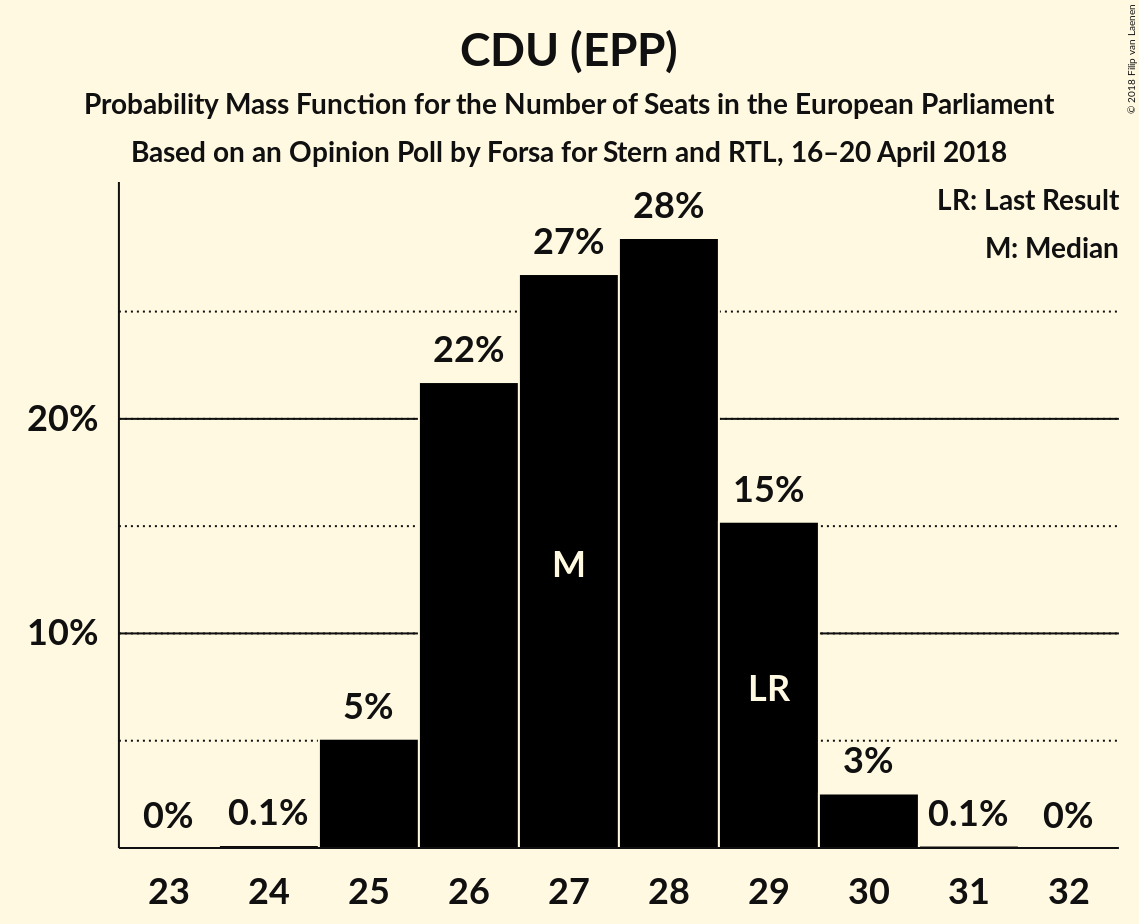 CDU (EPP)
Probability Mass Function for the Number of Seats in the European Parliament
Based on an Opinion Poll by Forsa for Stern and RTL, 16–20 April 2018
© 2018 Filip van Laenen
LR: Last Result
M: Median
28%
27%
22%
20%
15%
M
10%
LR
5%
3%
0%
0.1%
0.1%
0%
23 24 25 26 27 28 29 30 31 32